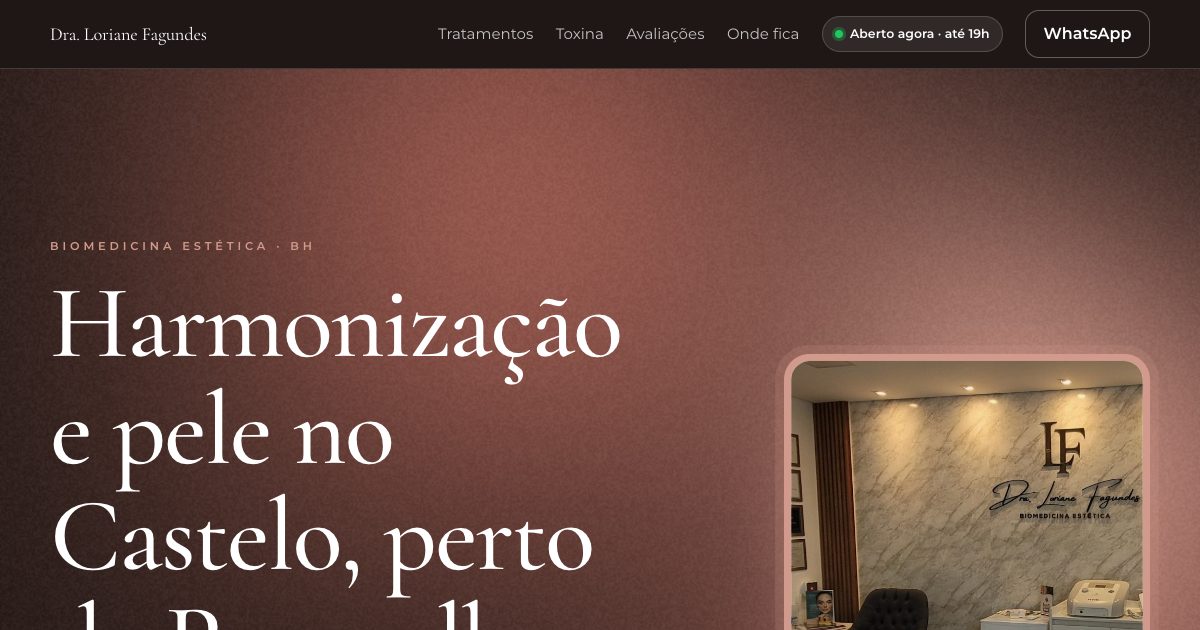 Dra. Loriane Fagundes
Tratamentos
Toxina
Avaliações
Onde fica
Aberto agora · até 19h
WhatsApp
BIOMEDICINA ESTÉTICA · BH
Harmonização
e pele no
Castelo, perto
LF
Dra. Loriane Fagundes
BIOMEDICINA ESTÉTICA